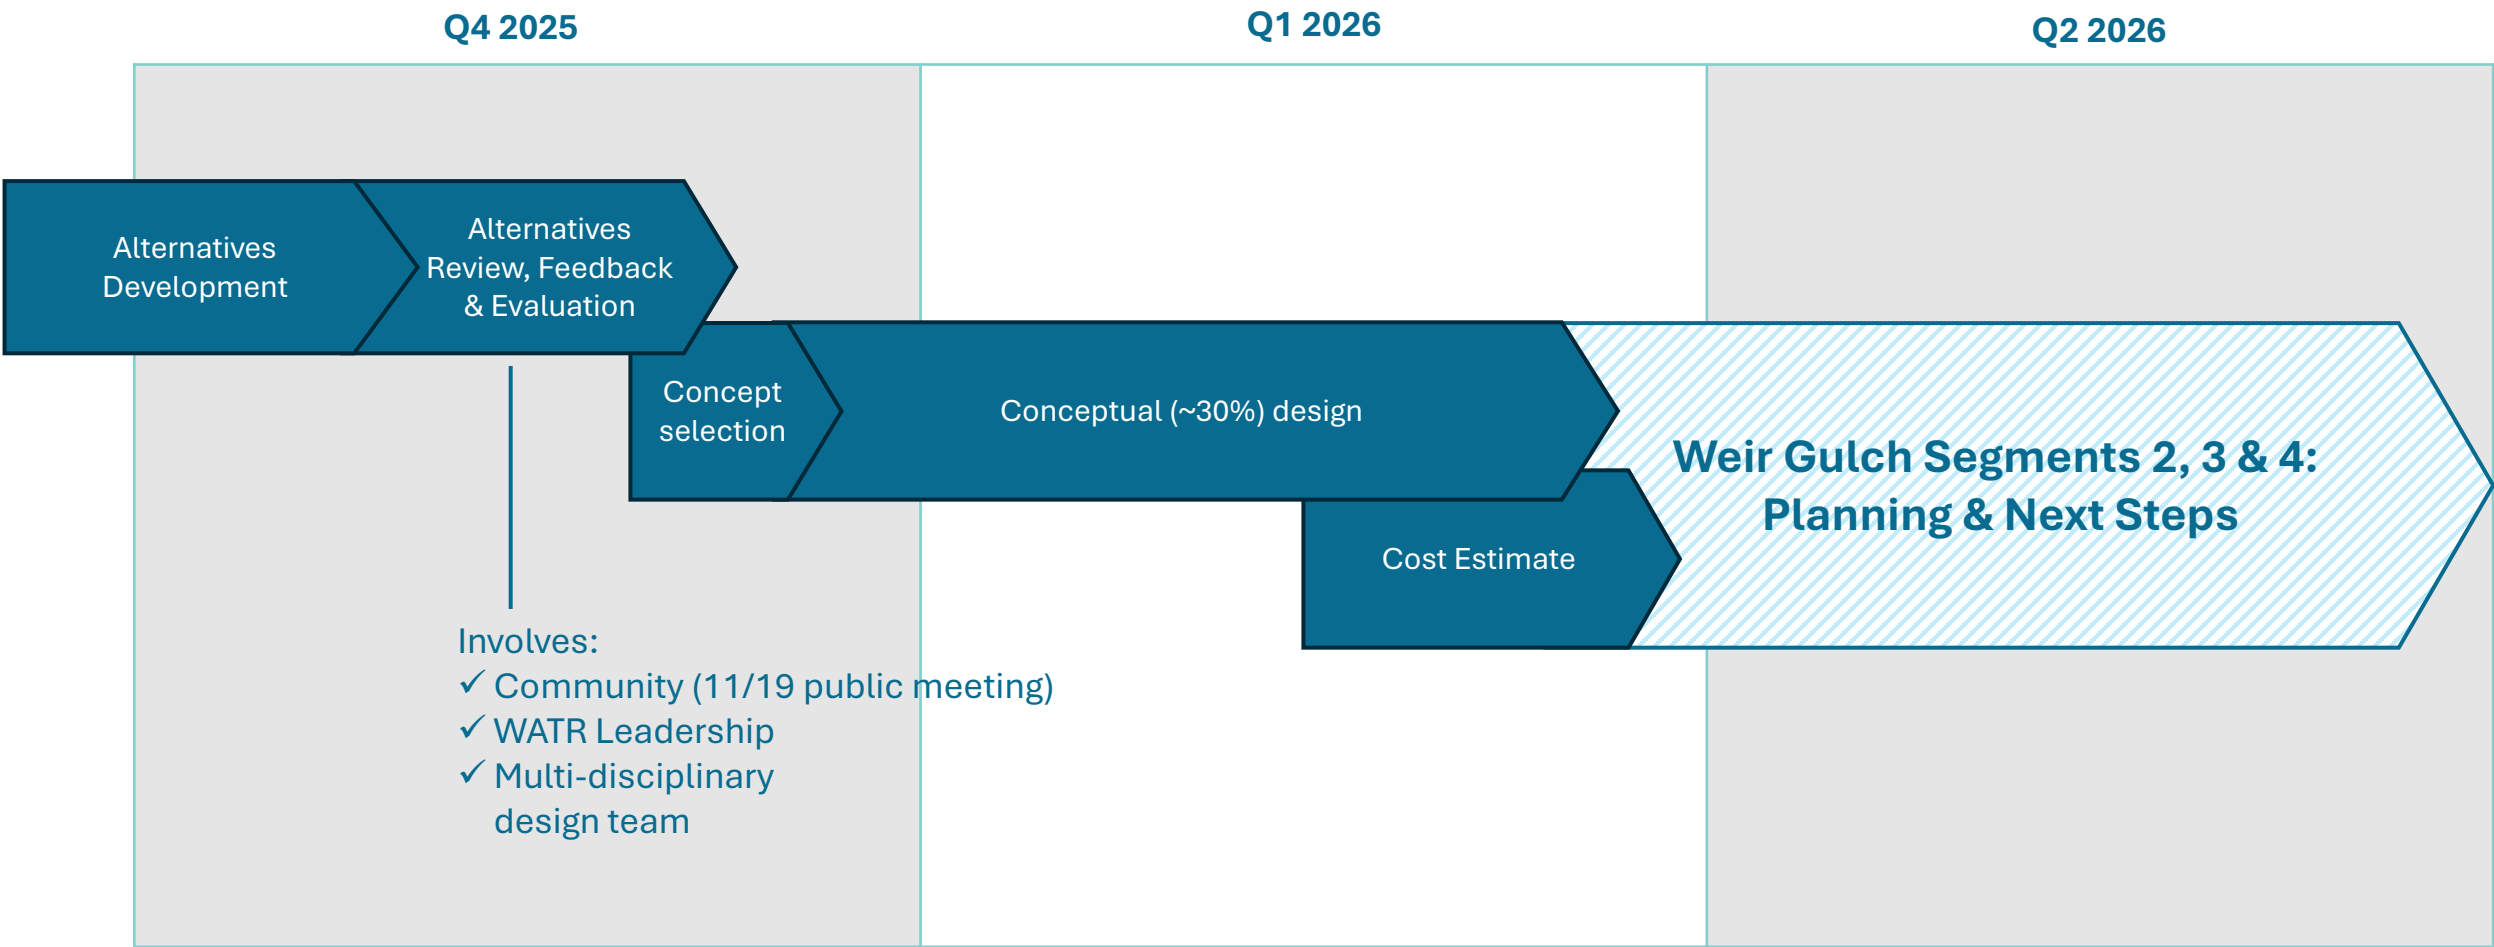 Q4 2025
Q1 2026
Q2 2026
Alternatives
Development
Alternatives
Review, Feedback
& Evaluation
Concept
selection
Conceptual (~30%) design
Cost Estimate
Weir Gulch Segments 2, 3 & 4:
Planning & Next Steps
Involves:
✓ Community (11/19 public meeting)
✓ WATR Leadership
✓ Multi-disciplinary
design team